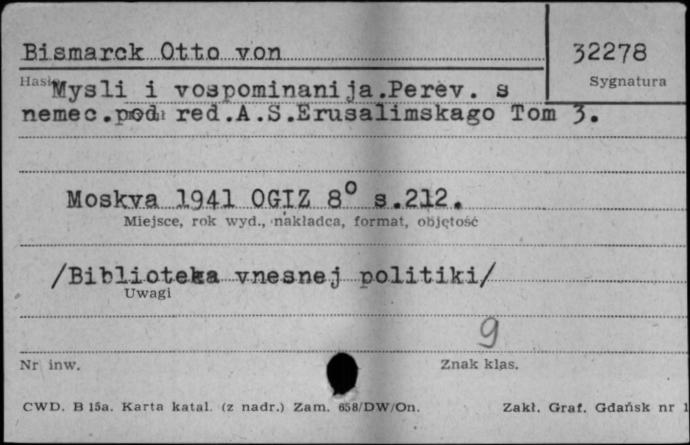 Bismarck Otto von
32278
Hasło
Sygnatura
Mysli i vospominanija.Perev. s
nemec.pod red.A.S.Erusalimskago Tom 3.
Moskva 1941 OGIZ 8° s.212.
Miejsce, rok wyd., nakładca, format, objętość
/Biblioteka vnesnej politiki/
Uwagi
9
Nr inw.
Znak klas.
CWD. B 15a. Karta katal. (z nadr.) Zam. 658/DW/On.
Zakł. Graf. Gdańsk nr 1